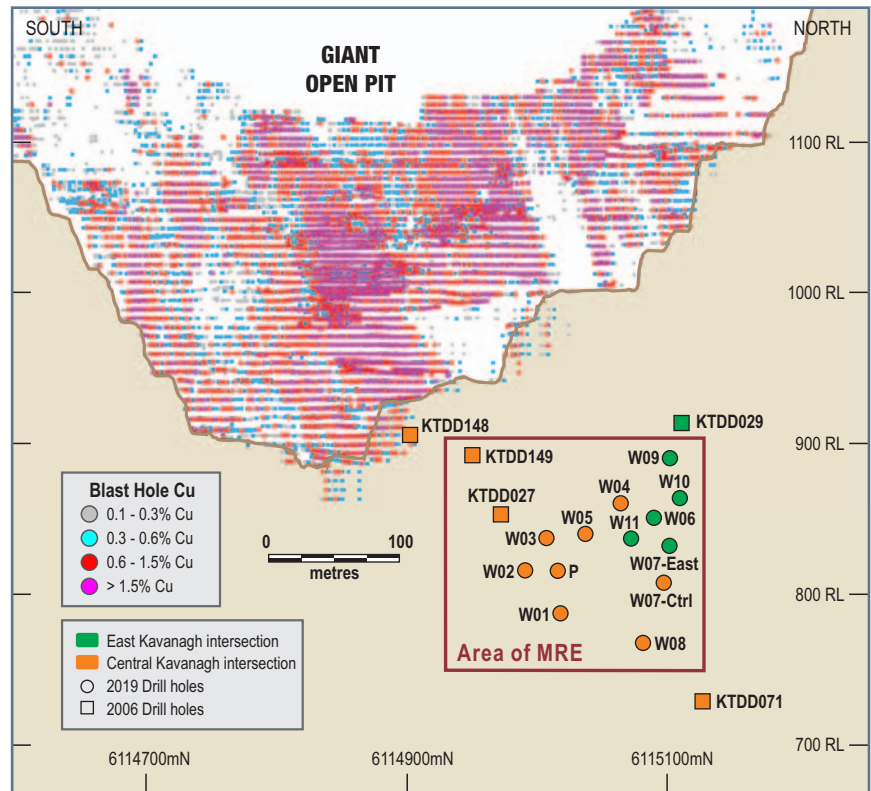 SOUTH
NORTH
GIANT
OPEN PIT
1100 RL
1000 RL
KTDD148
KTDD029
900 RL
KTDD149
W09
W10
KTDD027
W04
W06
W11
W05
W03
W07-East
W02
P
W07-Ctrl
800 RL
W01
W08
Area of MRE
KTDD071
700 RL
Blast Hole Cu
0.1 - 0.3% Cu
0.3 - 0.6% Cu
0.6 - 1.5% Cu
> 1.5% Cu
0 100
metres
East Kavanagh intersection
Central Kavanagh intersection
2019 Drill holes
2006 Drill holes
6114700mN
6114900mN
6115100mN